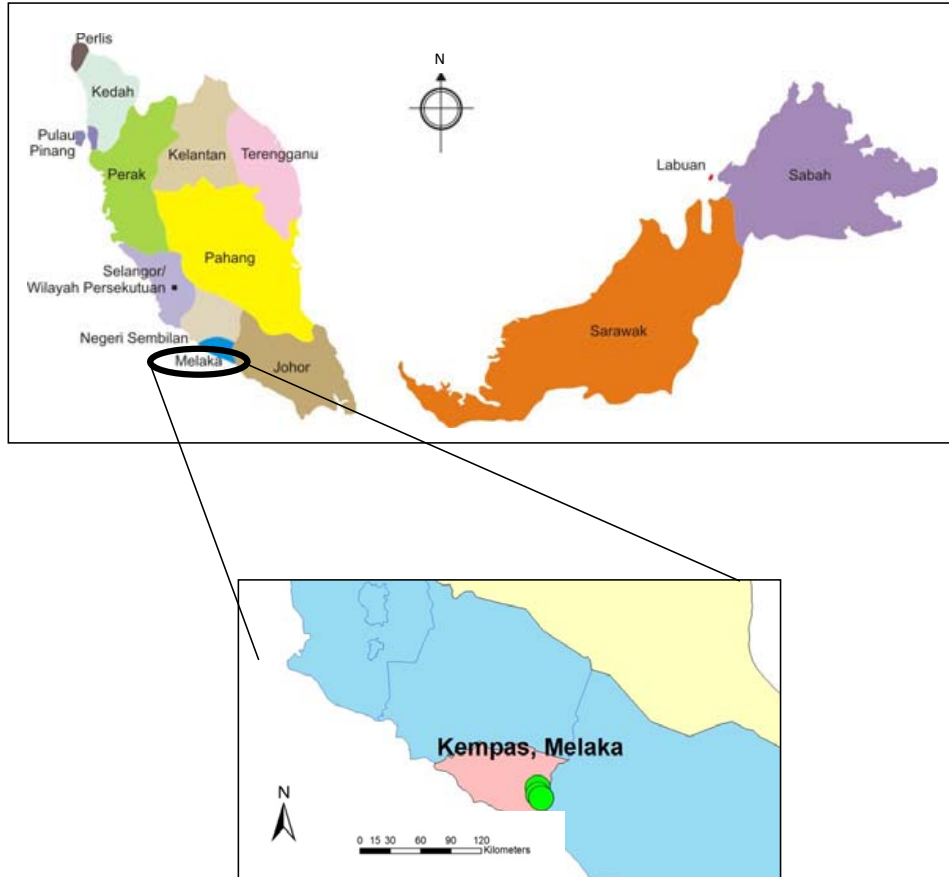 Perlis
N
Kedah
Pulau
Pinang
Kelantan
Terengganu
Perak
Labuan
Sabah
Pahang
Selangor/
Wilayah Persekutuan
Sarawak
Negeri Sembilan
Melaka
Johor
Kempas, Melaka
N
0 15 30 60 90 120
Kilometers